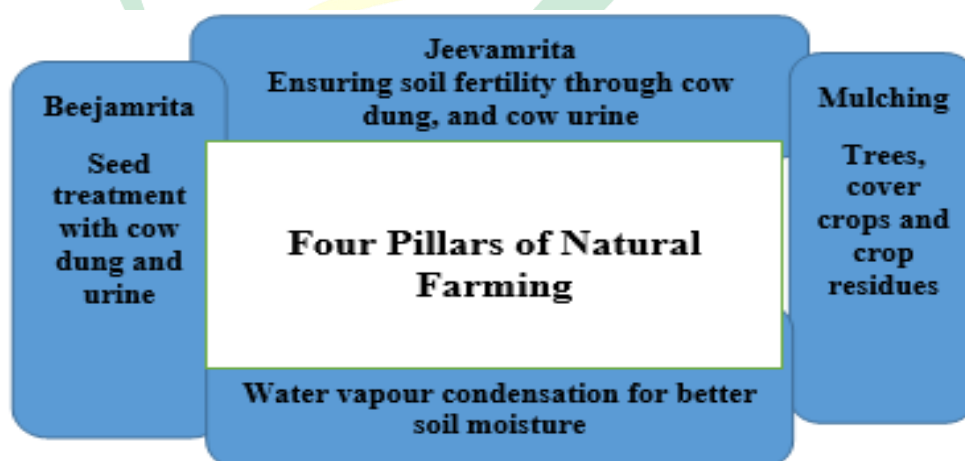 Jeevamrita
Ensuring soil fertility through cow
dung, and cow urine
Beejamrita
Seed
treatment
with cow
dung and
urine
Four Pillars of Natural
Farming
Mulching
Trees,
cover
crops and
crop
residues
Water vapour condensation for better
soil moisture